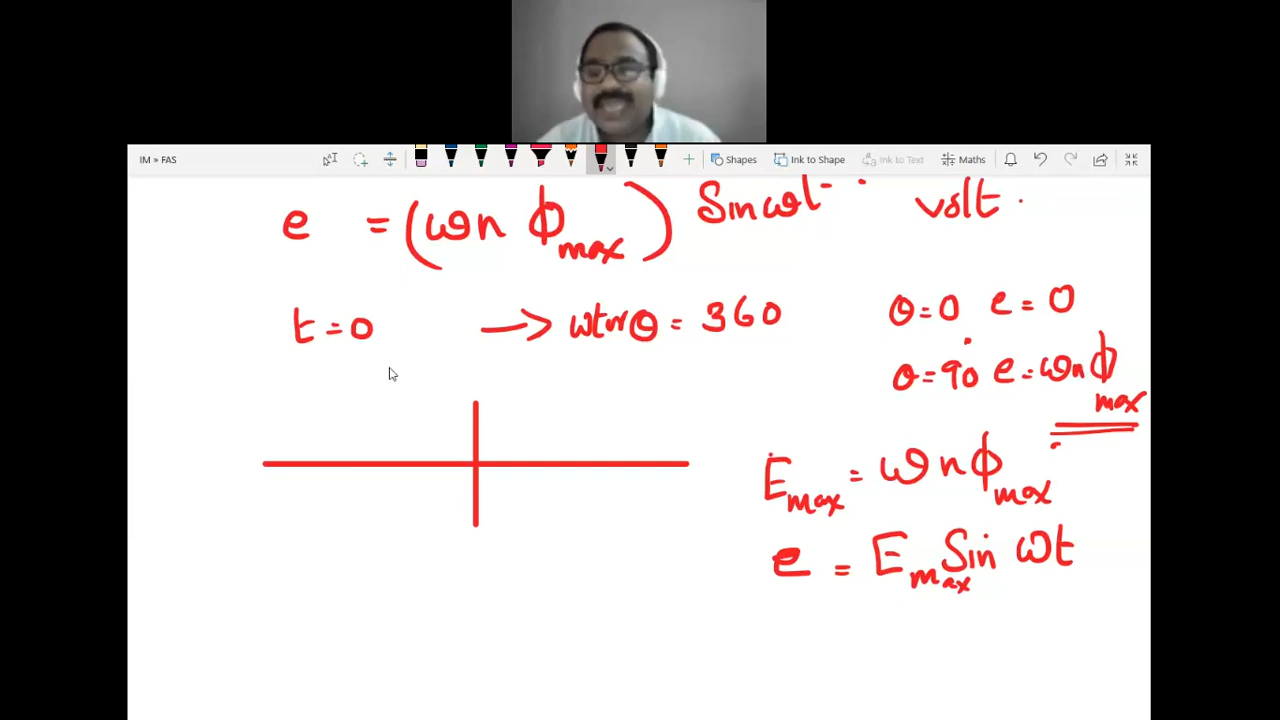 IM » FAS
Shapes Ink to Shape Ink to Text Maths
e = (ωn ϕmax) Sinωt volt.
t = 0 → ωt or θ = 360
θ = 0 e = 0
θ = 90 e = ωnϕmax
Emax = ωnϕmax
e = Emax Sin ωt